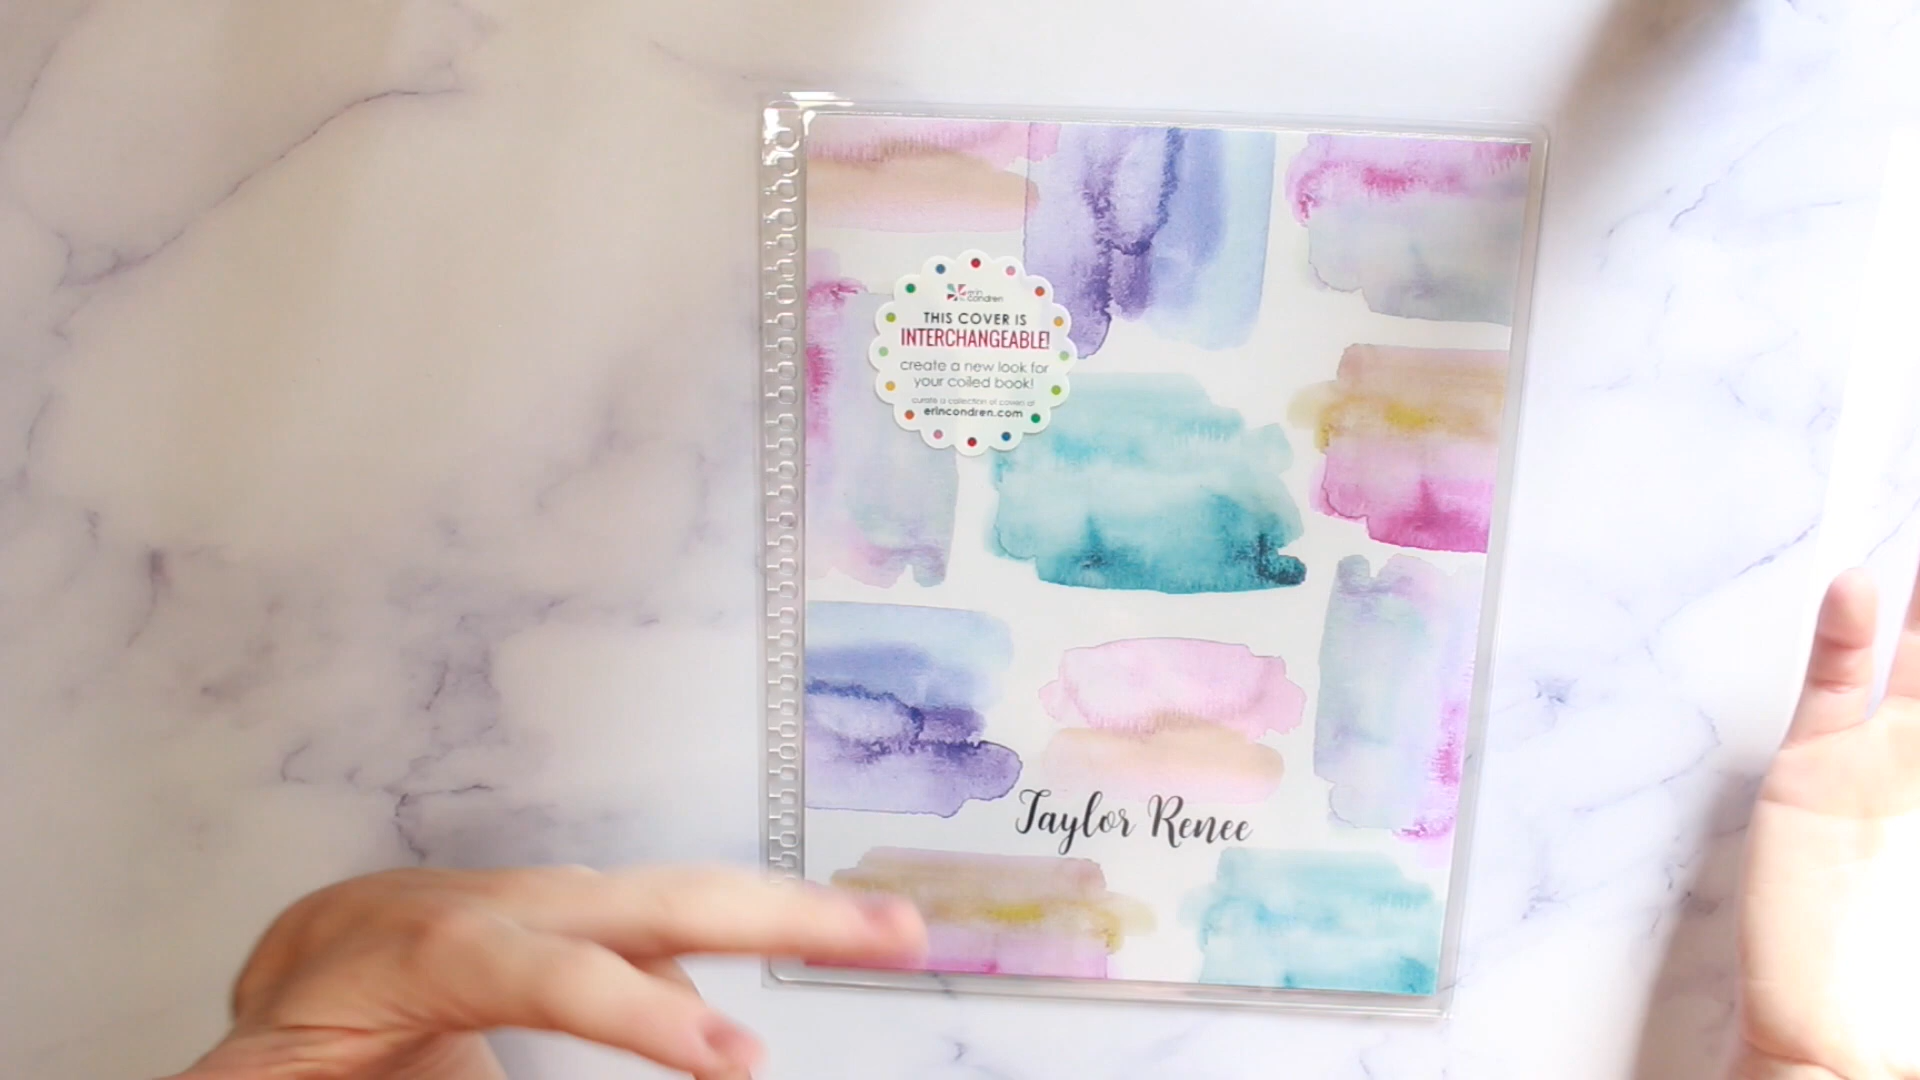 erin
condren
THIS COVER IS
INTERCHANGEABLE!
create a new look for
your coiled book!
curate a collection of covers at
erincondren.com
Taylor Renee